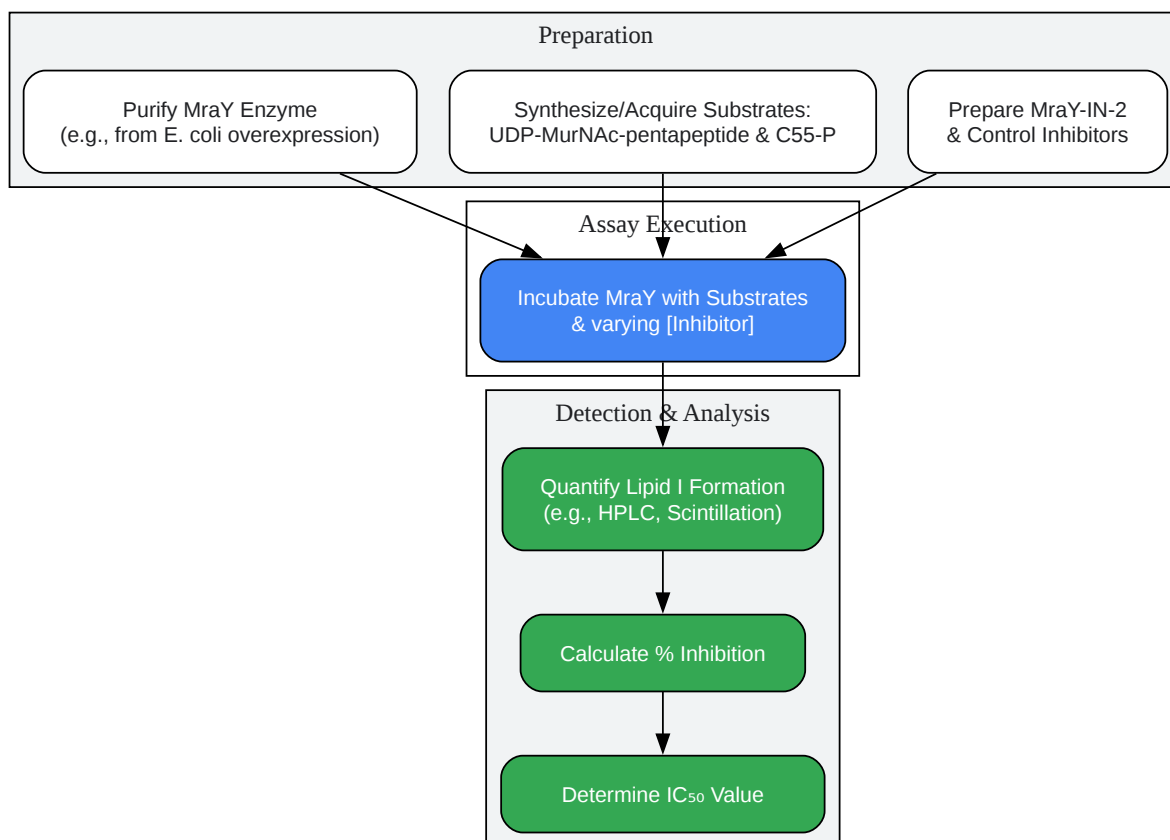 Preparation
Purify MraY Enzyme
(e.g., from E. coli overexpression)
Synthesize/Acquire Substrates:
UDP-MurNAc-pentapeptide & C55-P
Prepare MraY-IN-2
& Control Inhibitors
Assay Execution
Incubate MraY with Substrates
& varying [Inhibitor]
Detection & Analysis
Quantify Lipid I Formation
(e.g., HPLC, Scintillation)
Calculate % Inhibition
Determine IC₅₀ Value